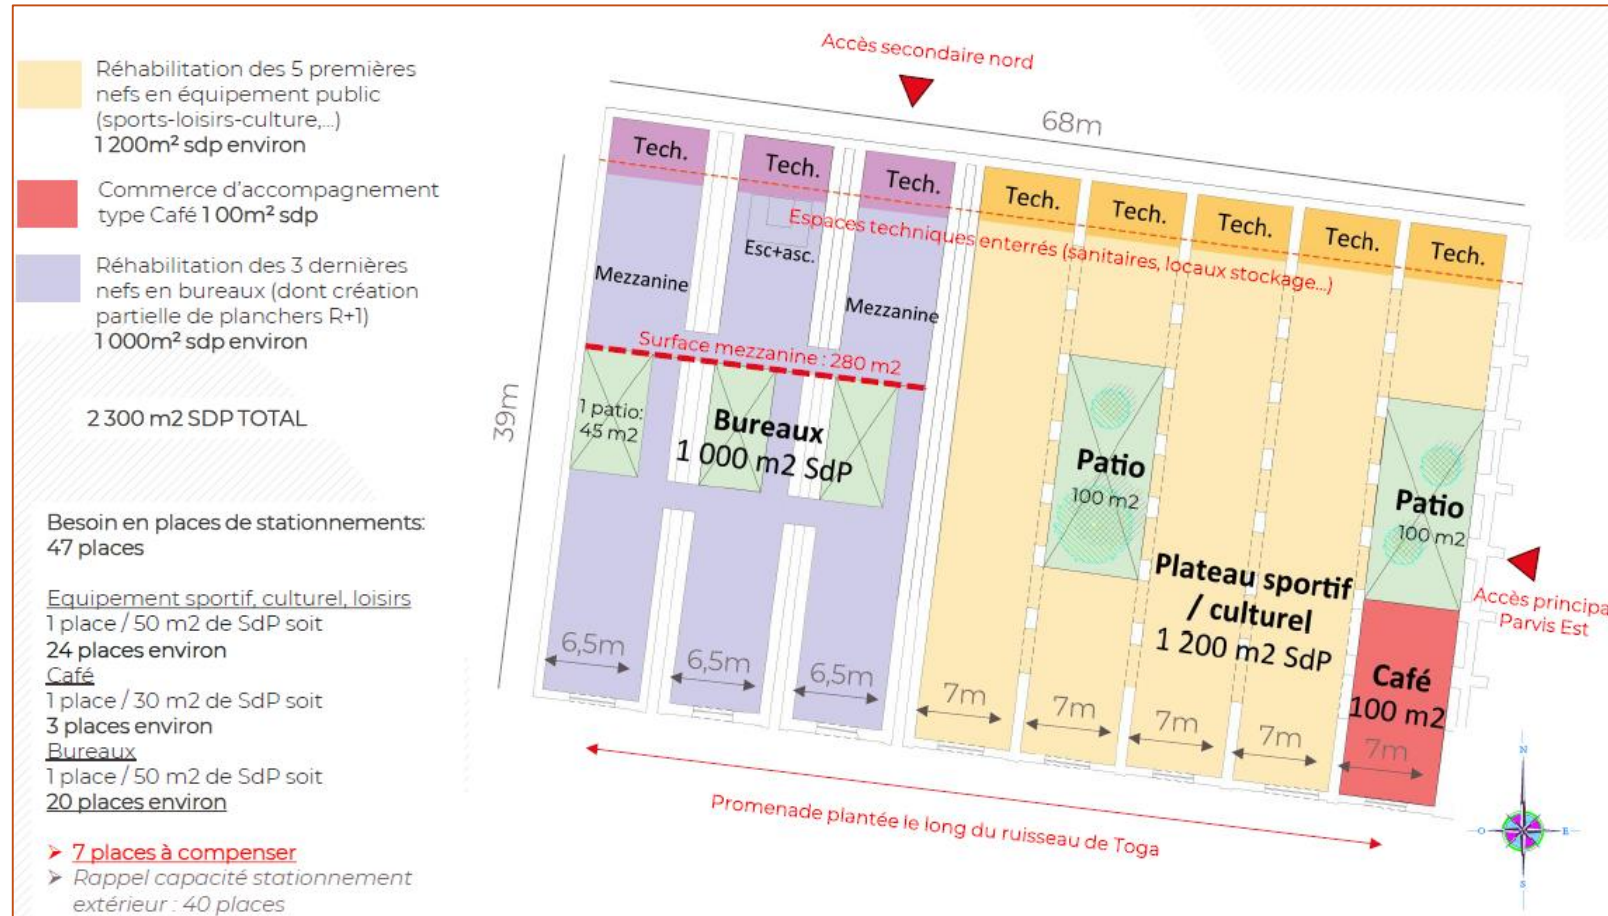 Réhabilitation des 5 premières
nefs en équipement public
(sports-loisirs-culture,...)
1 200m² sdp environ
Commerce d'accompagnement
type Café 1 00m² sdp
Réhabilitation des 3 dernières
nefs en bureaux (dont création
partielle de planchers R+1)
1 000m² sdp environ
2 300 m2 SDP TOTAL
Besoin en places de stationnements:
47 places
Equipement sportif, culturel, loisirs
1 place / 50 m2 de SdP soit
24 places environ
Café
1 place / 30 m2 de SdP soit
3 places environ
Bureaux
1 place / 50 m2 de SdP soit
20 places environ
➤ 7 places à compenser
➤ Rappel capacité stationnement
extérieur : 40 places
Accès secondaire nord
68m
39m
Tech.
Tech.
Tech.
Tech.
Tech.
Tech.
Tech.
Tech.
Espaces techniques enterrés (sanitaires, locaux stockage...)
Esc+asc.
Mezzanine
Mezzanine
Surface mezzanine : 280 m2
1 patio:
45 m2
Bureaux
1 000 m2 SdP
Patio
100 m2
Patio
100 m2
Plateau sportif
/ culturel
1 200 m2 SdP
Accès principa
Parvis Est
Café
100 m2
6,5m
6,5m
6,5m
7m
7m
7m
7m
7m
Promenade plantée le long du ruisseau de Toga
N
O
E
S